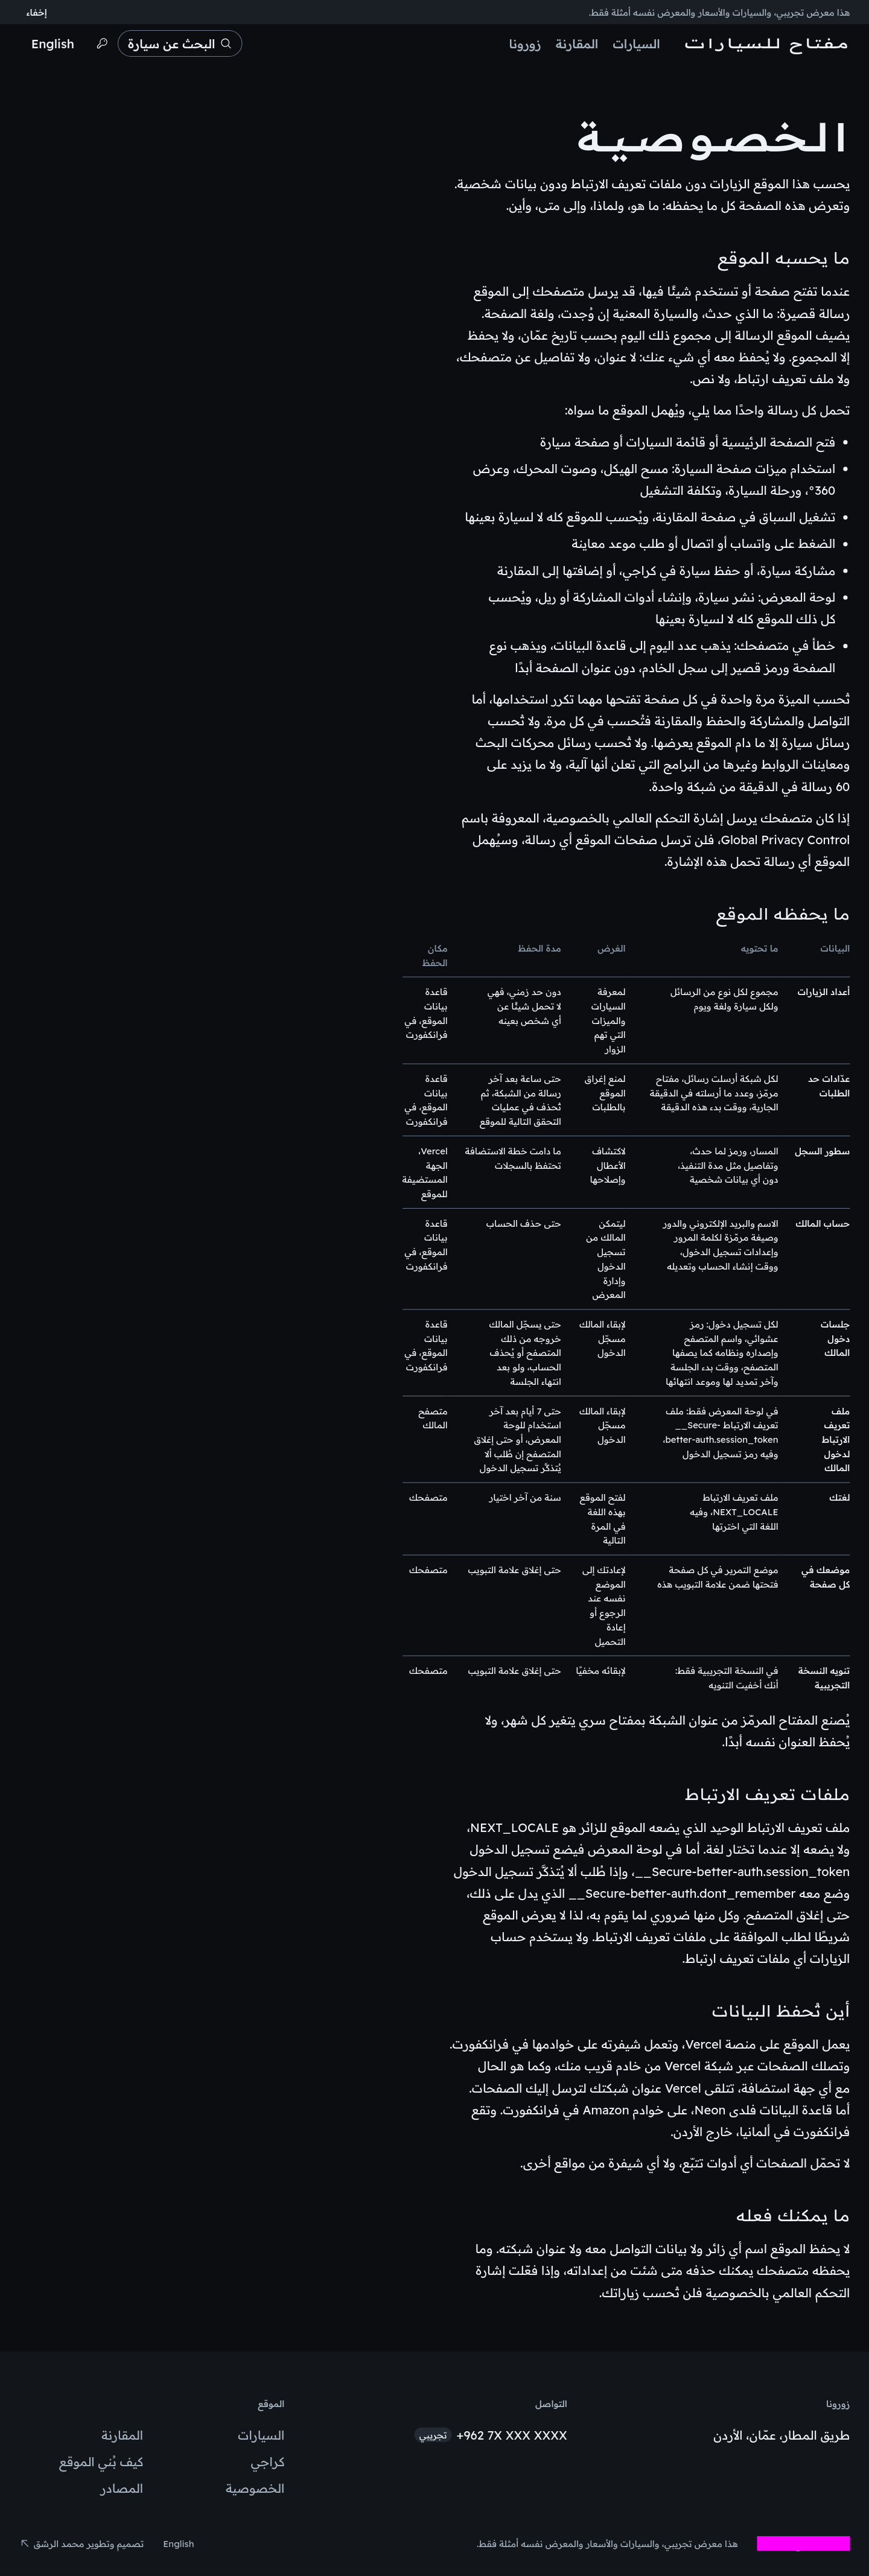 هذا معرض تجريبي، والسيارات والأسعار والمعرض نفسه أمثلة فقط.
إخفاء
مفتاح للسيارات
السيارات
المقارنة
زورونا
البحث عن سيارة
English
الخصوصية
يحسب هذا الموقع الزيارات دون ملفات تعريف الارتباط ودون بيانات شخصية.
وتعرض هذه الصفحة كل ما يحفظه: ما هو، ولماذا، وإلى متى، وأين.
ما يحسبه الموقع
عندما تفتح صفحة أو تستخدم شيئًا فيها، قد يرسل متصفحك إلى الموقع
رسالة قصيرة: ما الذي حدث، والسيارة المعنية إن وُجدت، ولغة الصفحة.
يضيف الموقع الرسالة إلى مجموع ذلك اليوم بحسب تاريخ عمّان، ولا يحفظ
إلا المجموع. ولا يُحفظ معه أي شيء عنك: لا عنوان، ولا تفاصيل عن متصفحك،
ولا ملف تعريف ارتباط، ولا نص.
تحمل كل رسالة واحدًا مما يلي، ويُهمل الموقع ما سواه:
• فتح الصفحة الرئيسية أو قائمة السيارات أو صفحة سيارة
• استخدام ميزات صفحة السيارة: مسح الهيكل، وصوت المحرك، وعرض
360°، ورحلة السيارة، وتكلفة التشغيل
• تشغيل السباق في صفحة المقارنة، ويُحسب للموقع كله لا لسيارة بعينها
• الضغط على واتساب أو اتصال أو طلب موعد معاينة
• مشاركة سيارة، أو حفظ سيارة في كراجي، أو إضافتها إلى المقارنة
• لوحة المعرض: نشر سيارة، وإنشاء أدوات المشاركة أو ريل، ويُحسب
كل ذلك للموقع كله لا لسيارة بعينها
• خطأ في متصفحك: يذهب عدد اليوم إلى قاعدة البيانات، ويذهب نوع
الصفحة ورمز قصير إلى سجل الخادم، دون عنوان الصفحة أبدًا
تُحسب الميزة مرة واحدة في كل صفحة تفتحها مهما تكرر استخدامها، أما
التواصل والمشاركة والحفظ والمقارنة فتُحسب في كل مرة. ولا تُحسب
رسائل سيارة إلا ما دام الموقع يعرضها. ولا تُحسب رسائل محركات البحث
ومعاينات الروابط وغيرها من البرامج التي تعلن أنها آلية، ولا ما يزيد على
60 رسالة في الدقيقة من شبكة واحدة.
إذا كان متصفحك يرسل إشارة التحكم العالمي بالخصوصية، المعروفة باسم
Global Privacy Control، فلن ترسل صفحات الموقع أي رسالة، وسيُهمل
الموقع أي رسالة تحمل هذه الإشارة.
ما يحفظه الموقع
البيانات
ما تحتويه
الغرض
مدة الحفظ
مكان
الحفظ
أعداد الزيارات
مجموع لكل نوع من الرسائل
ولكل سيارة ولغة ويوم
لمعرفة
السيارات
والميزات
التي تهم
الزوار
دون حد زمني، فهي
لا تحمل شيئًا عن
أي شخص بعينه
قاعدة
بيانات
الموقع، في
فرانكفورت
عدّادات حد
الطلبات
لكل شبكة أرسلت رسائل، مفتاح
مرمّز، وعدد ما أرسلته في الدقيقة
الجارية، ووقت بدء هذه الدقيقة
لمنع إغراق
الموقع
بالطلبات
حتى ساعة بعد آخر
رسالة من الشبكة، ثم
تُحذف في عمليات
التحقق التالية للموقع
قاعدة
بيانات
الموقع، في
فرانكفورت
سطور السجل
المسار، ورمز لما حدث،
وتفاصيل مثل مدة التنفيذ،
دون أي بيانات شخصية
لاكتشاف
الأعطال
وإصلاحها
ما دامت خطة الاستضافة
تحتفظ بالسجلات
Vercel،
الجهة
المستضيفة
للموقع
حساب المالك
الاسم والبريد الإلكتروني والدور
وصيغة مرمّزة لكلمة المرور
وإعدادات تسجيل الدخول،
ووقت إنشاء الحساب وتعديله
ليتمكن
المالك من
تسجيل
الدخول
وإدارة
المعرض
حتى حذف الحساب
قاعدة
بيانات
الموقع، في
فرانكفورت
جلسات
دخول
المالك
لكل تسجيل دخول: رمز
عشوائي، واسم المتصفح
وإصداره ونظامه كما يصفها
المتصفح، ووقت بدء الجلسة
وآخر تمديد لها وموعد انتهائها
لإبقاء المالك
مسجّل
الدخول
حتى يسجّل المالك
خروجه من ذلك
المتصفح أو يُحذف
الحساب، ولو بعد
انتهاء الجلسة
قاعدة
بيانات
الموقع، في
فرانكفورت
ملف
تعريف
الارتباط
لدخول
المالك
في لوحة المعرض فقط: ملف
تعريف الارتباط __Secure-
better-auth.session_token،
وفيه رمز تسجيل الدخول
لإبقاء المالك
مسجّل
الدخول
حتى 7 أيام بعد آخر
استخدام للوحة
المعرض، أو حتى إغلاق
المتصفح إن طُلب ألا
يُتذكَّر تسجيل الدخول
متصفح
المالك
لغتك
ملف تعريف الارتباط
NEXT_LOCALE، وفيه
اللغة التي اخترتها
لفتح الموقع
بهذه اللغة
في المرة
التالية
سنة من آخر اختيار
متصفحك
موضعك في
كل صفحة
موضع التمرير في كل صفحة
فتحتها ضمن علامة التبويب هذه
لإعادتك إلى
الموضع
نفسه عند
الرجوع أو
إعادة
التحميل
حتى إغلاق علامة التبويب
متصفحك
تنويه النسخة
التجريبية
في النسخة التجريبية فقط:
أنك أخفيت التنويه
لإبقائه مخفيًا
حتى إغلاق علامة التبويب
متصفحك
يُصنع المفتاح المرمّز من عنوان الشبكة بمفتاح سري يتغير كل شهر، ولا
يُحفظ العنوان نفسه أبدًا.
ملفات تعريف الارتباط
ملف تعريف الارتباط الوحيد الذي يضعه الموقع للزائر هو NEXT_LOCALE،
ولا يضعه إلا عندما تختار لغة. أما في لوحة المعرض فيضع تسجيل الدخول
__Secure-better-auth.session_token، وإذا طُلب ألا يُتذكَّر تسجيل الدخول
وضع معه __Secure-better-auth.dont_remember الذي يدل على ذلك،
حتى إغلاق المتصفح. وكل منها ضروري لما يقوم به، لذا لا يعرض الموقع
شريطًا لطلب الموافقة على ملفات تعريف الارتباط. ولا يستخدم حساب
الزيارات أي ملفات تعريف ارتباط.
أين تُحفظ البيانات
يعمل الموقع على منصة Vercel، وتعمل شيفرته على خوادمها في فرانكفورت.
وتصلك الصفحات عبر شبكة Vercel من خادم قريب منك، وكما هو الحال
مع أي جهة استضافة، تتلقى Vercel عنوان شبكتك لترسل إليك الصفحات.
أما قاعدة البيانات فلدى Neon، على خوادم Amazon في فرانكفورت. وتقع
فرانكفورت في ألمانيا، خارج الأردن.
لا تحمّل الصفحات أي أدوات تتبّع، ولا أي شيفرة من مواقع أخرى.
ما يمكنك فعله
لا يحفظ الموقع اسم أي زائر ولا بيانات التواصل معه ولا عنوان شبكته. وما
يحفظه متصفحك يمكنك حذفه متى شئت من إعداداته، وإذا فعّلت إشارة
التحكم العالمي بالخصوصية فلن تُحسب زياراتك.
زورونا
طريق المطار، عمّان، الأردن
التواصل
+962 7X XXX XXXX
تجريبي
الموقع
السيارات
المقارنة
كراجي
كيف بُني الموقع
الخصوصية
المصادر
هذا معرض تجريبي، والسيارات والأسعار والمعرض نفسه أمثلة فقط.
English
تصميم وتطوير محمد الرشق